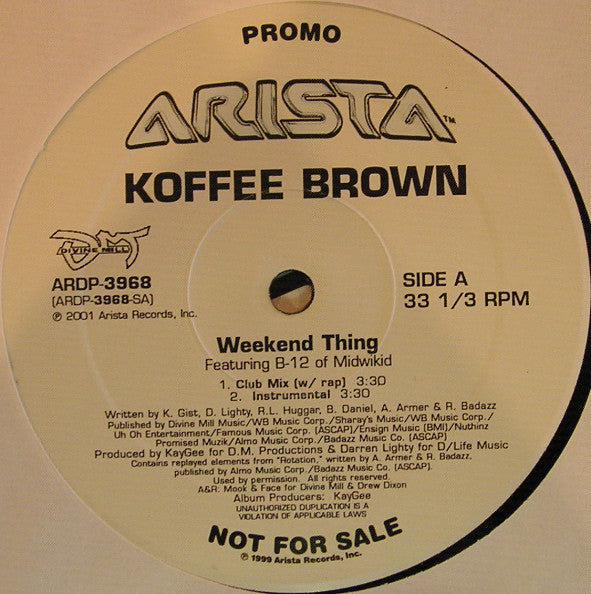 PROMO
ARISTA™
KOFFEE BROWN
DMT
DIVINE MILL
ARDP-3968
(ARDP-3968-SA)
℗ 2001 Arista Records, Inc.
SIDE A
33 1/3 RPM
Weekend Thing
Featuring B-12 of Midwikid
1. Club Mix (w/ rap) 3:30
2. Instrumental 3:30
Written by K. Gist, D. Lighty, R.L. Huggar, B. Daniel, A. Armer & R. Badazz
Published by Divine Mill Music/WB Music Corp./Sharay's Music/WB Music Corp./
Uh Oh Entertainment/Famous Music Corp. (ASCAP)/Ensign Music (BMI)/Nuthinz
Promised Muzik/Almo Music Corp./Badazz Music Co. (ASCAP)
Produced by KayGee for D.M. Productions & Darren Lighty for D/Life Music
Contains replayed elements from "Rotation," written by A. Armer & R. Badazz,
published by Almo Music Corp./Badazz Music Co. (ASCAP).
Used by permission. All rights reserved.
A&R: Mook & Face for Divine Mill & Drew Dixon
Album Producers: KayGee
UNAUTHORIZED DUPLICATION IS A
VIOLATION OF APPLICABLE LAWS
NOT FOR SALE
℗ 1999 Arista Records, Inc.